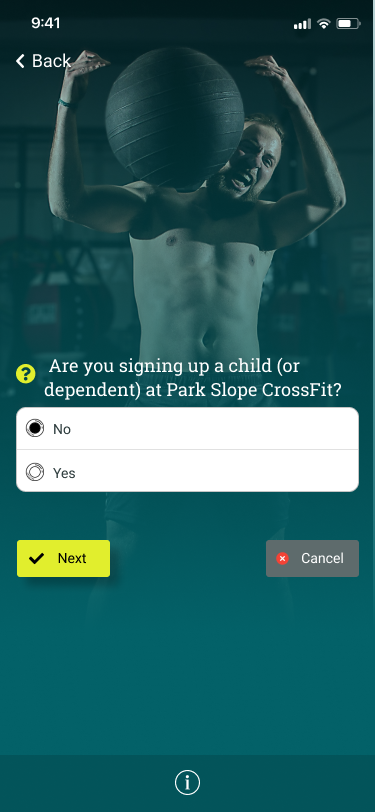 9:41
Back
Are you signing up a child (or
dependent) at Park Slope CrossFit?
No
Yes
Next
Cancel